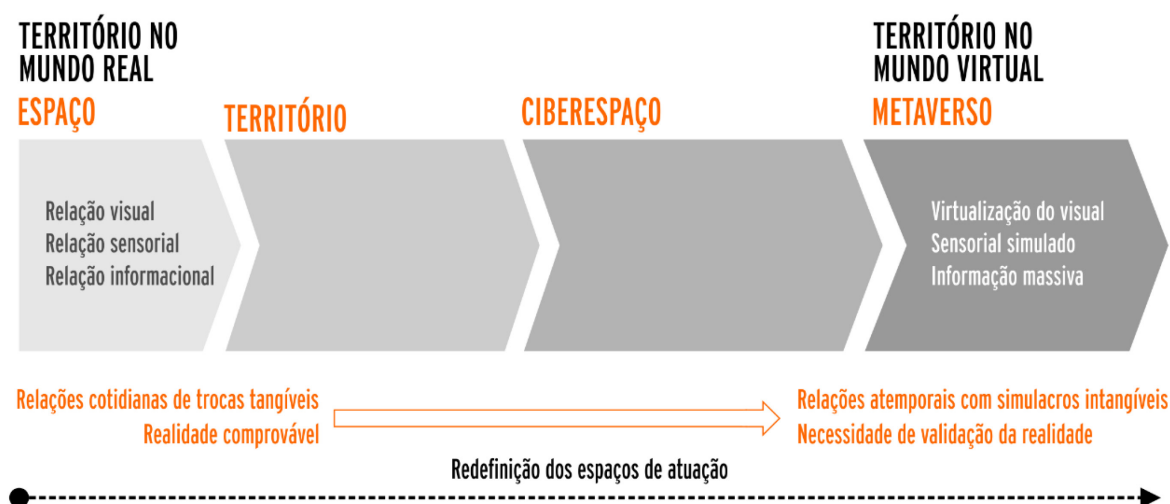 TERRITÓRIO NO
MUNDO REAL
ESPAÇO
TERRITÓRIO
CIBERESPAÇO
TERRITÓRIO NO
MUNDO VIRTUAL
METAVERSO
Relação visual
Relação sensorial
Relação informacional
Virtualização do visual
Sensorial simulado
Informação massiva
Relações cotidianas de trocas tangíveis
Realidade comprovável
Relações atemporais com simulacros intangíveis
Necessidade de validação da realidade
Redefinição dos espaços de atuação